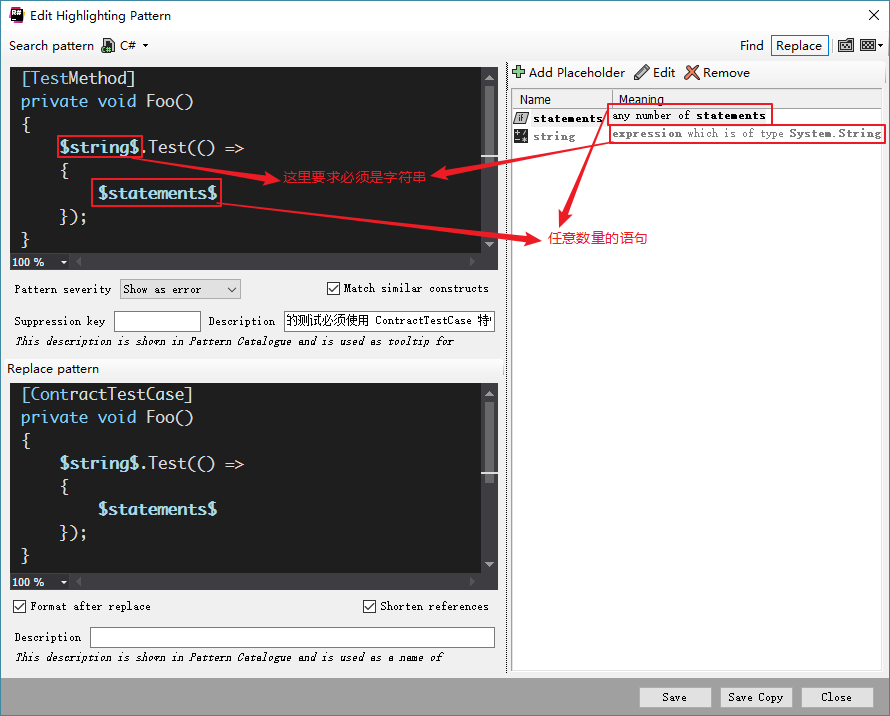 R#
Edit Highlighting Pattern
Search pattern C#
Find Replace
[TestMethod]
private void Foo()
{
$string$.Test(() =>
{
$statements$
});
}
100 %
这里要求必须是字符串
任意数量的语句
Pattern severity Show as error Match similar constructs
Suppression key Description 的测试必须使用 ContractTestCase 特
This description is shown in Pattern Catalogue and is used as tooltip for
Replace pattern
[ContractTestCase]
private void Foo()
{
$string$.Test(() =>
{
$statements$
});
}
100 %
Format after replace Shorten references
Description
This description is shown in Pattern Catalogue and is used as a name of
Add Placeholder Edit Remove
Name Meaning
statements any number of statements
string expression which is of type System.String
Save Save Copy Close